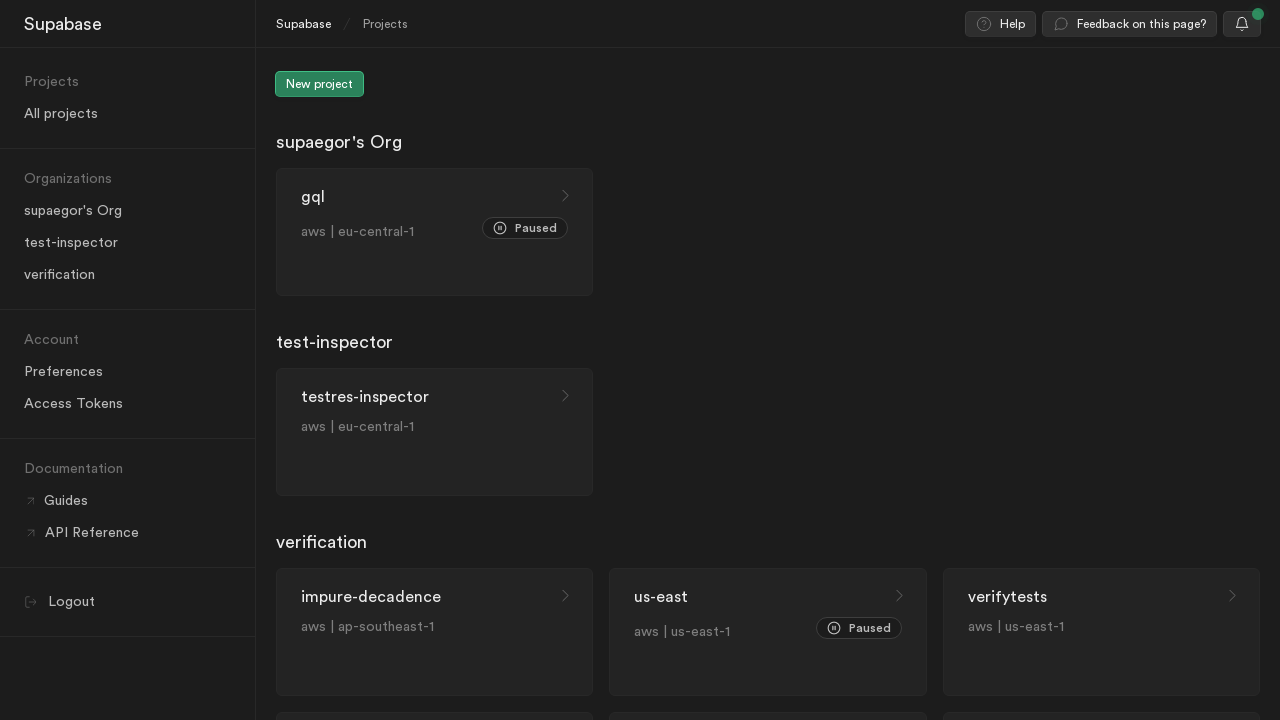 Supabase
Projects
All projects
Organizations
supaegor's Org
test-inspector
verification
Account
Preferences
Access Tokens
Documentation
Guides
API Reference
Logout
Supabase / Projects
Help
Feedback on this page?
New project
supaegor's Org
gql
aws | eu-central-1
Paused
test-inspector
testres-inspector
aws | eu-central-1
verification
impure-decadence
aws | ap-southeast-1
us-east
aws | us-east-1
Paused
verifytests
aws | us-east-1